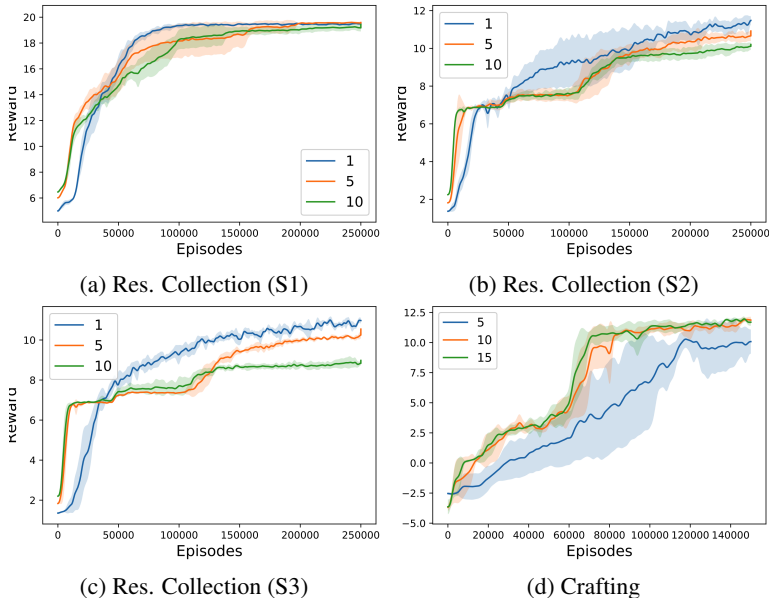 20
18
16
14
12
10
8
6
Reward
1
5
10
0 50000 100000 150000 200000 250000
Episodes
(a) Res. Collection (S1)
12
10
8
6
4
2
Reward
1
5
10
0 50000 100000 150000 200000 250000
Episodes
(b) Res. Collection (S2)
10
8
6
4
2
Reward
1
5
10
0 50000 100000 150000 200000 250000
Episodes
(c) Res. Collection (S3)
12.5
10.0
7.5
5.0
2.5
0.0
−2.5
−5.0
Reward
5
10
15
0 20000 40000 60000 80000 100000 120000 140000
Episodes
(d) Crafting